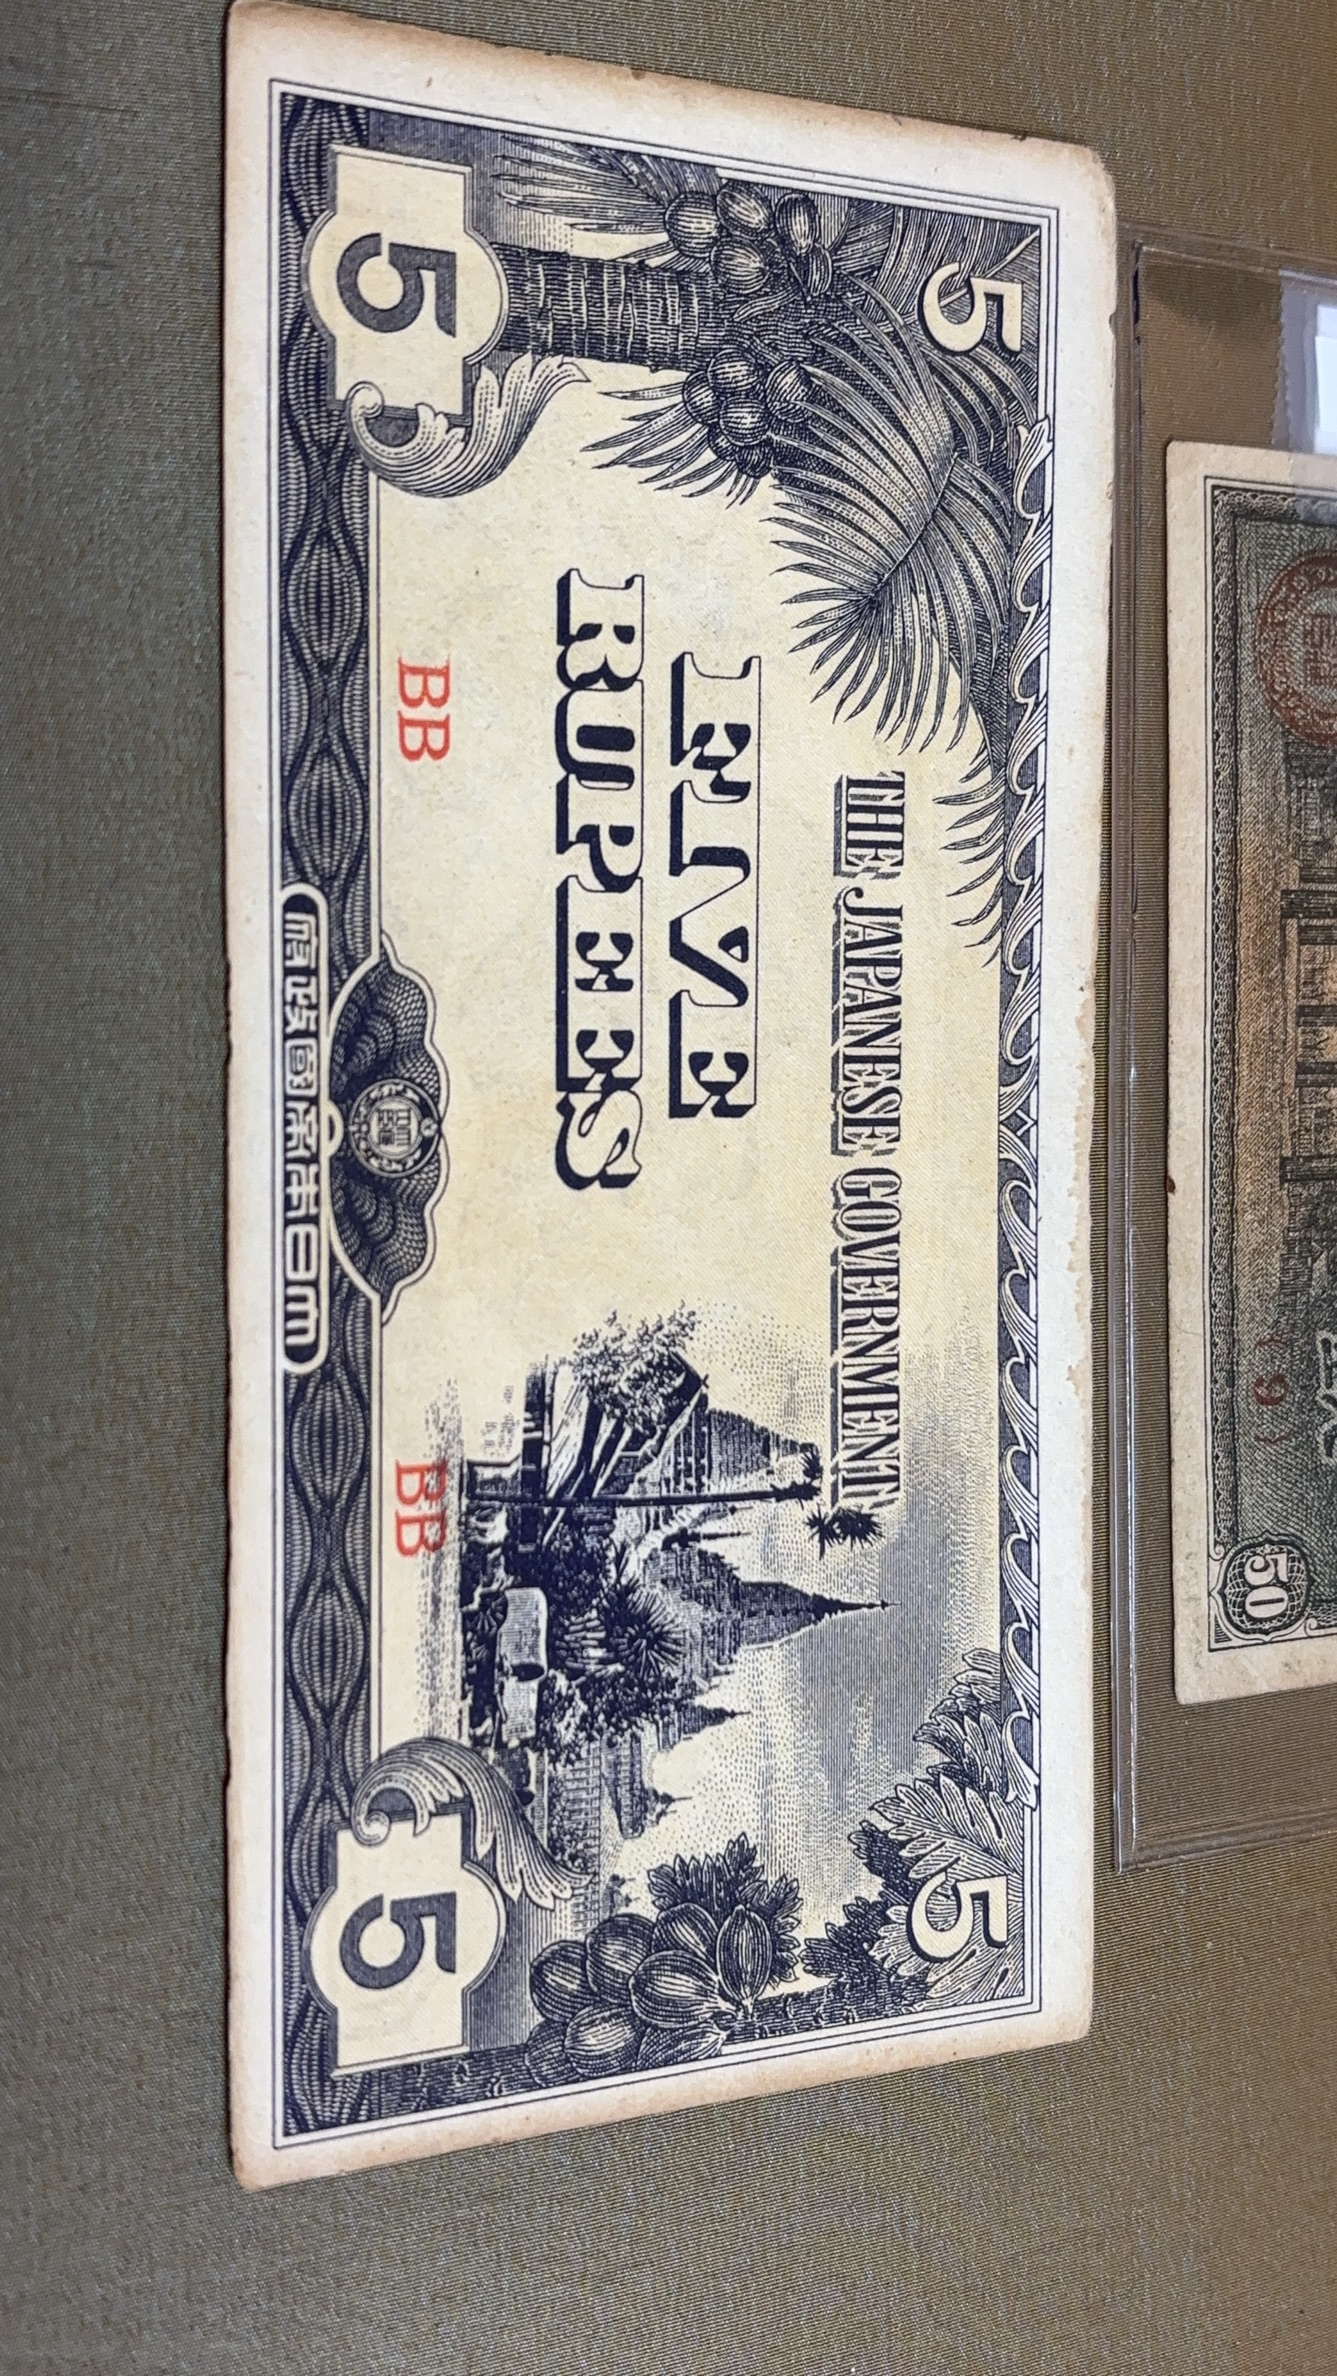 5 5
THE JAPANESE GOVERNMENT
FIVE
RUPEES
BB BB
5 5
府政國帝本日大
50
( 9 )